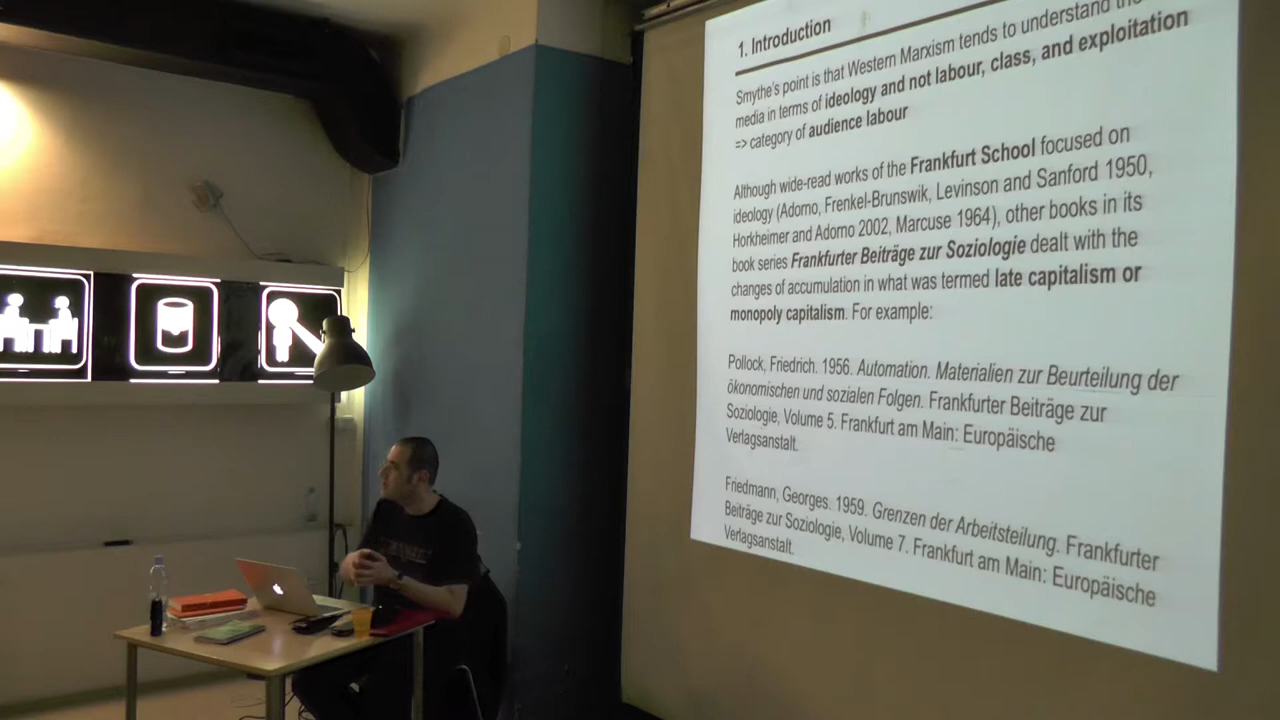 1. Introduction
Smythe's point is that Western Marxism tends to understand the
media in terms of ideology and not labour, class, and exploitation
=> category of audience labour
Although wide-read works of the Frankfurt School focused on
ideology (Adorno, Frenkel-Brunswik, Levinson and Sanford 1950,
Horkheimer and Adorno 2002, Marcuse 1964), other books in its
book series Frankfurter Beiträge zur Soziologie dealt with the
changes of accumulation in what was termed late capitalism or
monopoly capitalism. For example:
Pollock, Friedrich. 1956. Automation. Materialien zur Beurteilung der
ökonomischen und sozialen Folgen. Frankfurter Beiträge zur
Soziologie, Volume 5. Frankfurt am Main: Europäische
Verlagsanstalt.
Friedmann, Georges. 1959. Grenzen der Arbeitsteilung. Frankfurter
Beiträge zur Soziologie, Volume 7. Frankfurt am Main: Europäische
Verlagsanstalt.